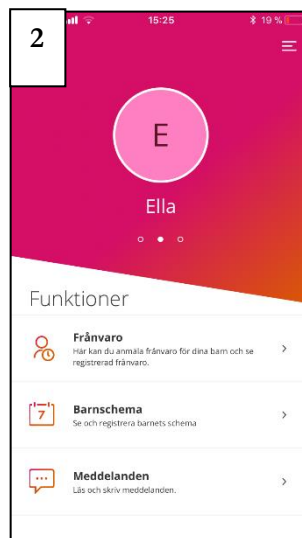 2
15:25
19 %
E
Ella
Funktioner
Frånvaro
Här kan du anmäla frånvaro för dina barn och se
registrerad frånvaro.
7
Barnschema
Se och registrera barnets schema
Meddelanden
Läs och skriv meddelanden.